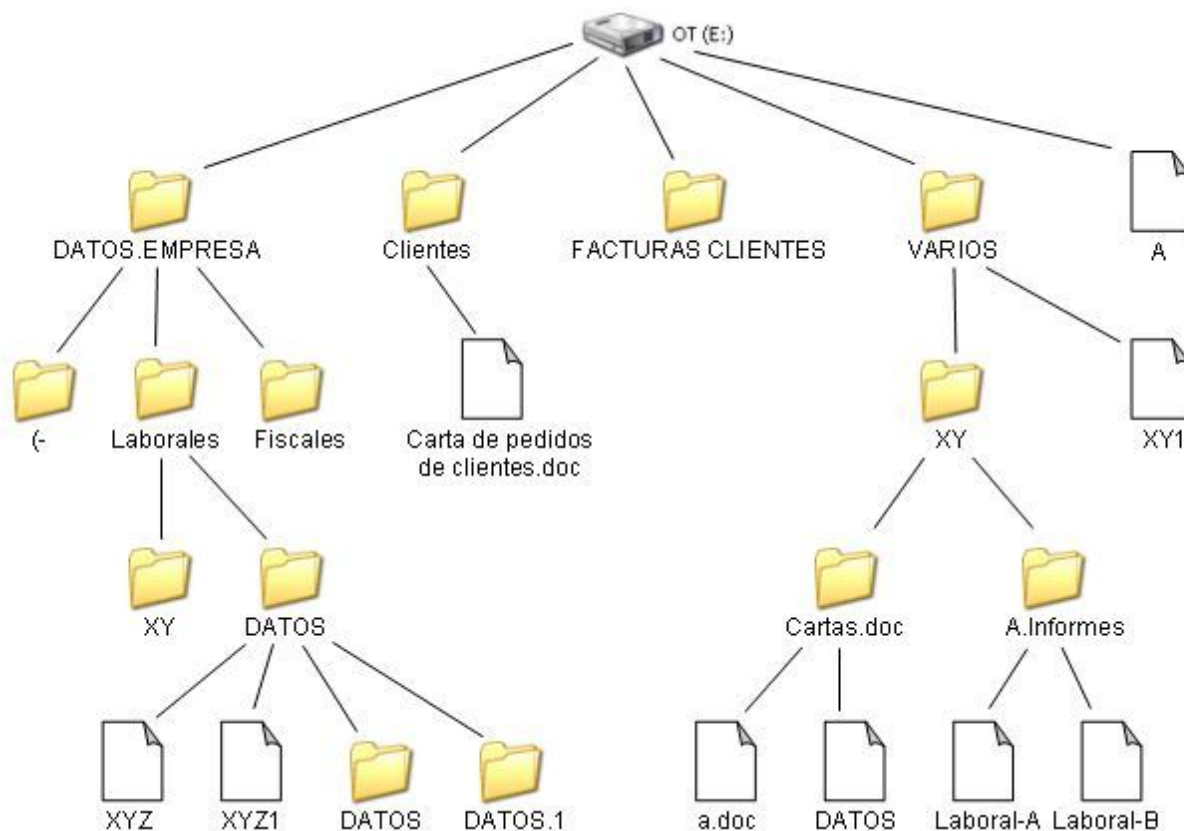 OT (E:)
DATOS.EMPRESA
Clientes
FACTURAS CLIENTES
VARIOS
A
(-
Laborales
Fiscales
Carta de pedidos
de clientes.doc
XY
XY1
XY
DATOS
Cartas.doc
A.Informes
XYZ
XYZ1
DATOS
DATOS.1
a.doc
DATOS
Laboral-A
Laboral-B